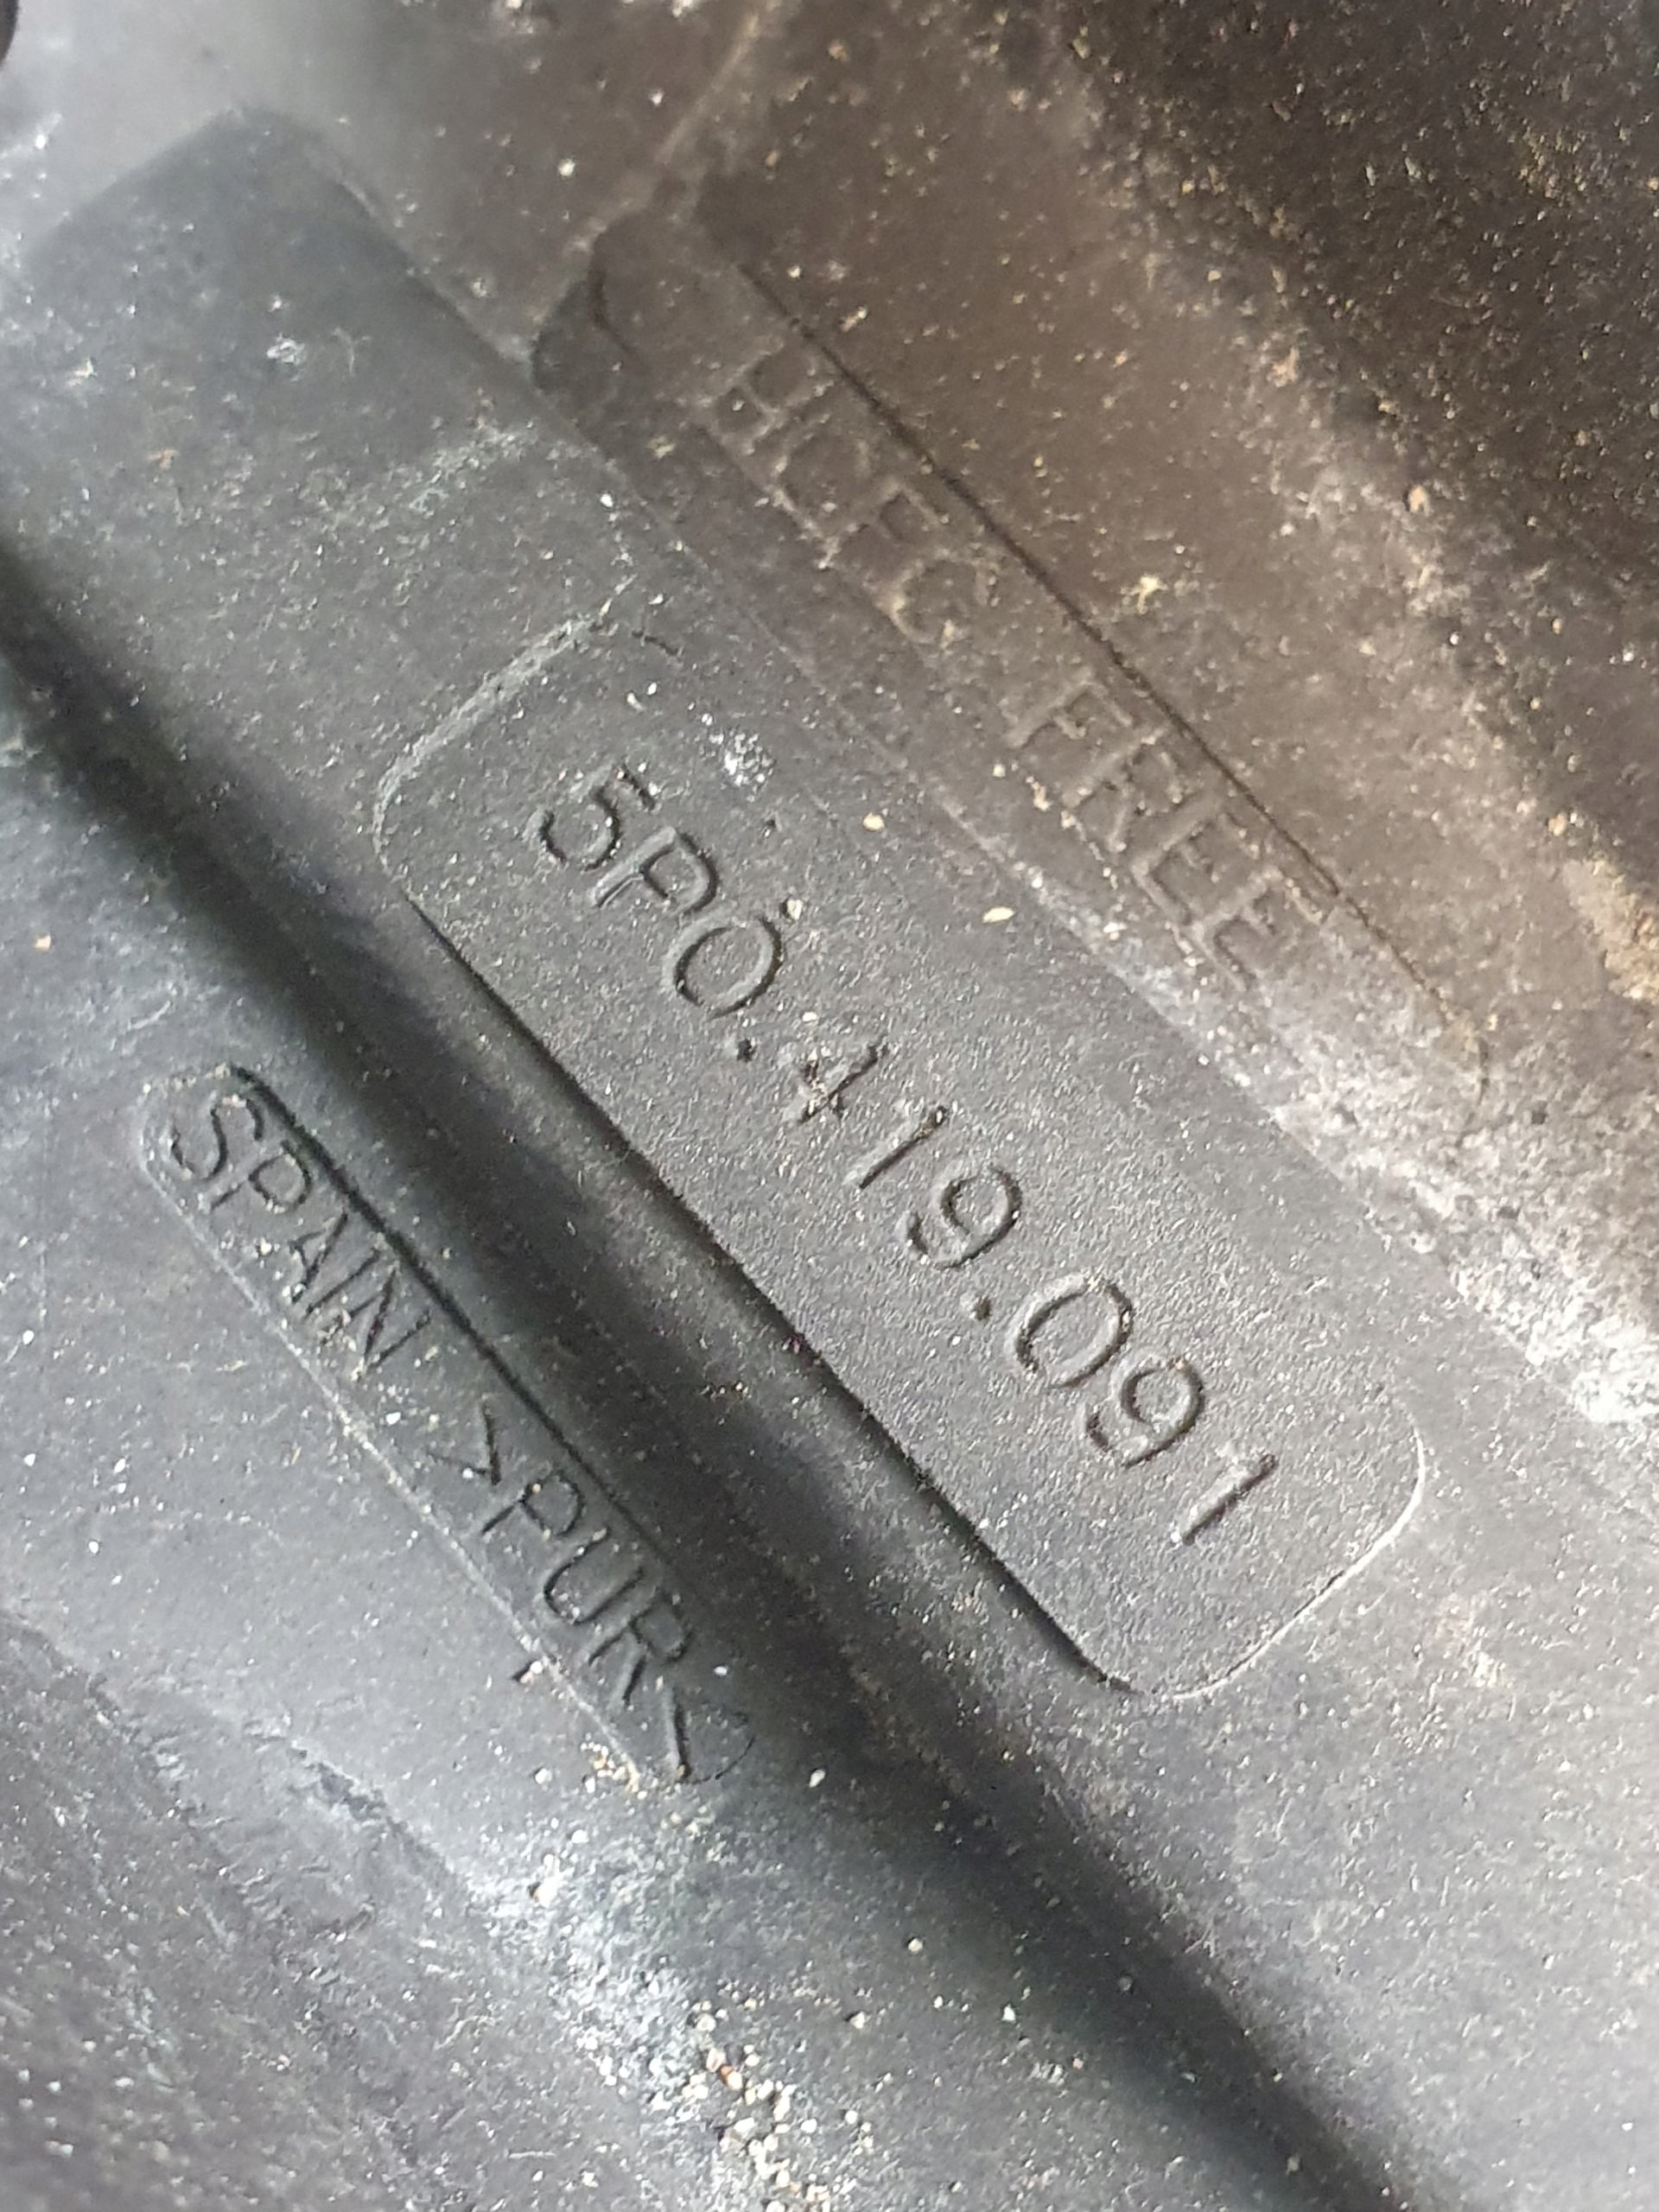 HCFC FREE
5P0.419.091
SPAIN >PUR<